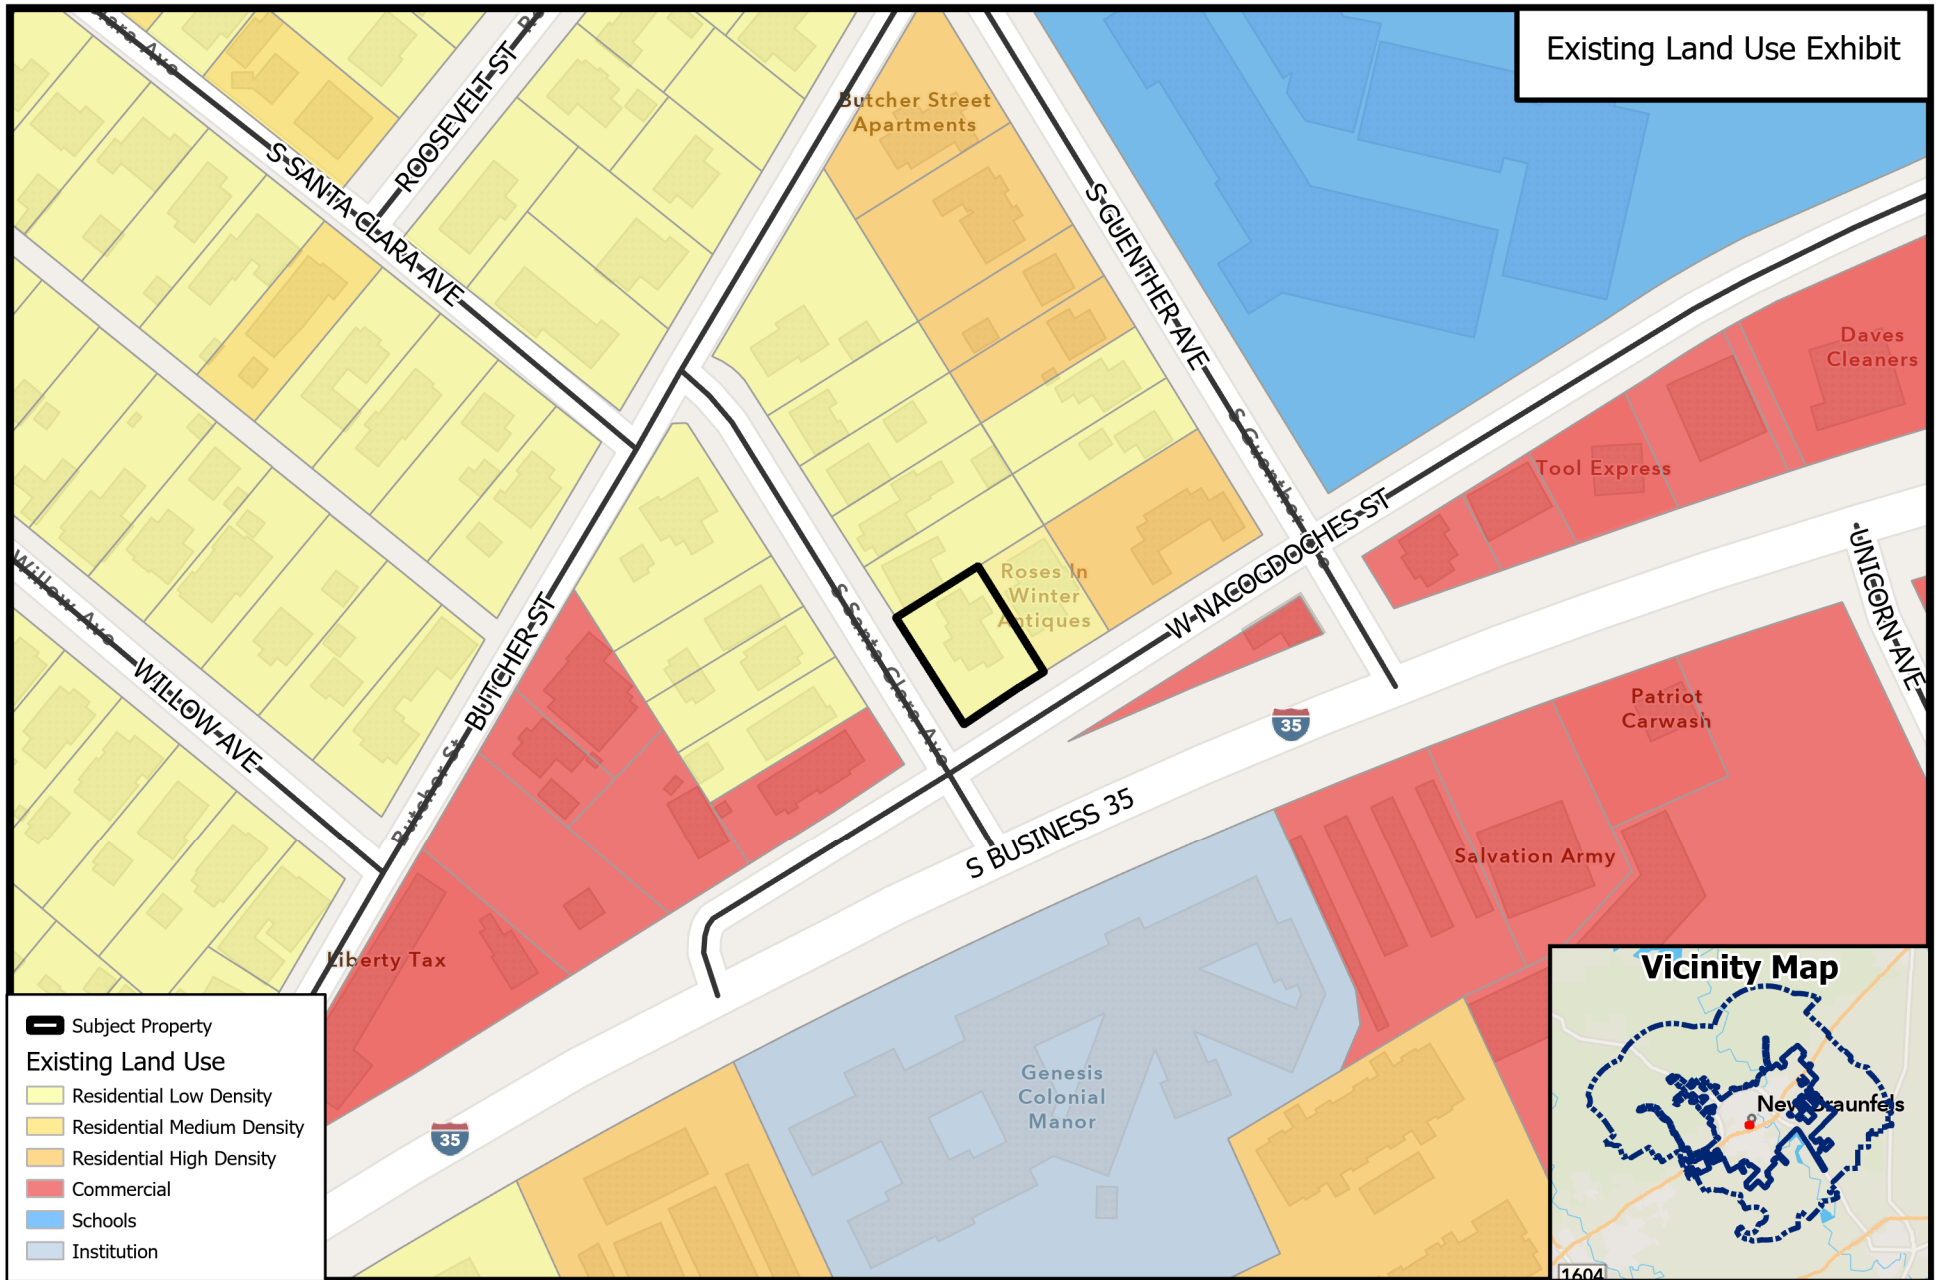 Existing Land Use Exhibit
Clara Ave
ROOSEVELT ST
S SANTA CLARA AVE
Butcher Street
Apartments
S GUENTHER AVE
S Guenther
Daves
Cleaners
Tool Express
W NACOGDOCHES ST
UNICORN AVE
Roses In
Winter
Antiques
S Santa Clara Ave
Willow Ave
WILLOW AVE
BUTCHER ST
Butcher St
35
Patriot
Carwash
S BUSINESS 35
Salvation Army
Liberty Tax
Genesis
Colonial
Manor
35
Subject Property
Existing Land Use
Residential Low Density
Residential Medium Density
Residential High Density
Commercial
Schools
Institution
Vicinity Map
New Braunfels
1604